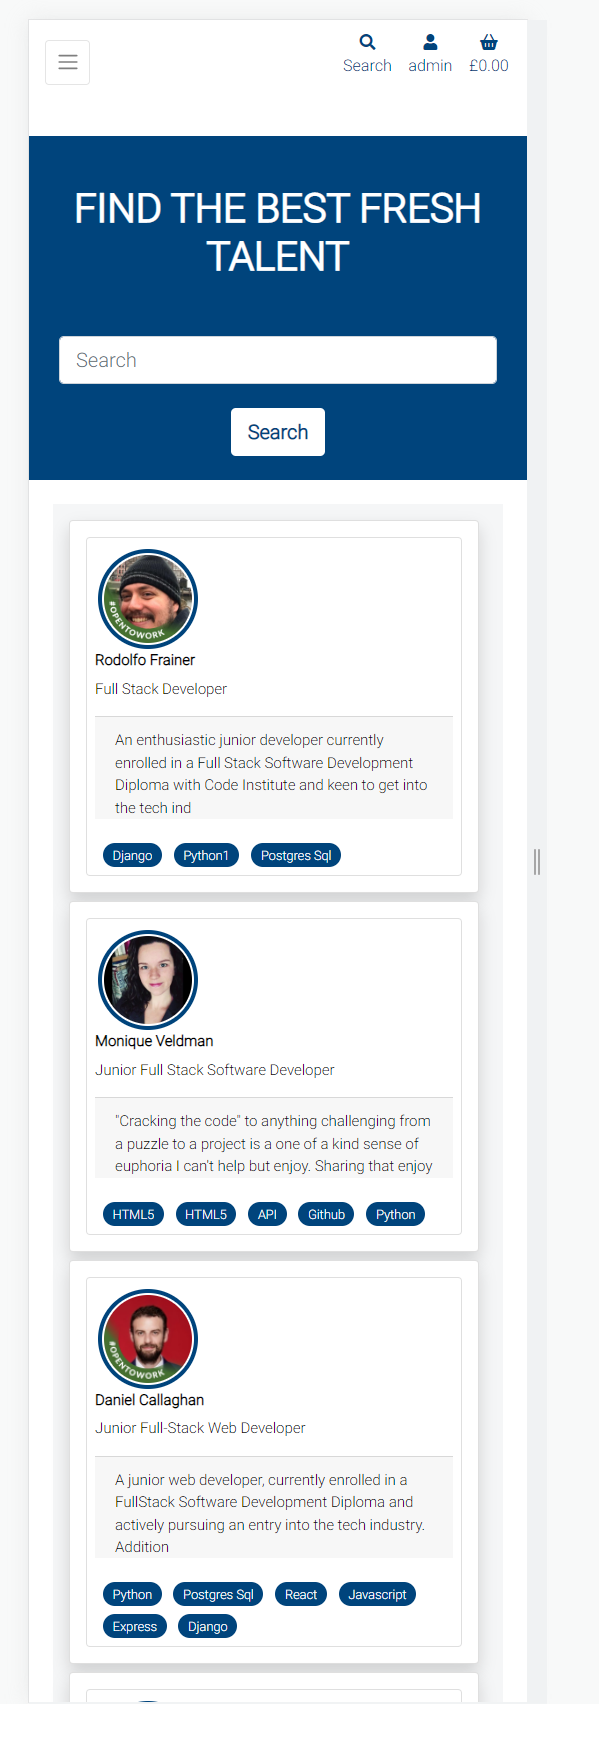 Search
admin
£0.00
FIND THE BEST FRESH
TALENT
Search
Search
#OPENTOWORK
Rodolfo Frainer
Full Stack Developer
An enthusiastic junior developer currently
enrolled in a Full Stack Software Development
Diploma with Code Institute and keen to get into
the tech ind
Django Python1 Postgres Sql
Monique Veldman
Junior Full Stack Software Developer
"Cracking the code" to anything challenging from
a puzzle to a project is a one of a kind sense of
euphoria I can't help but enjoy. Sharing that enjoy
HTML5 HTML5 API Github Python
#OPENTOWORK
Daniel Callaghan
Junior Full-Stack Web Developer
A junior web developer, currently enrolled in a
FullStack Software Development Diploma and
actively pursuing an entry into the tech industry.
Addition
Python Postgres Sql React Javascript
Express Django